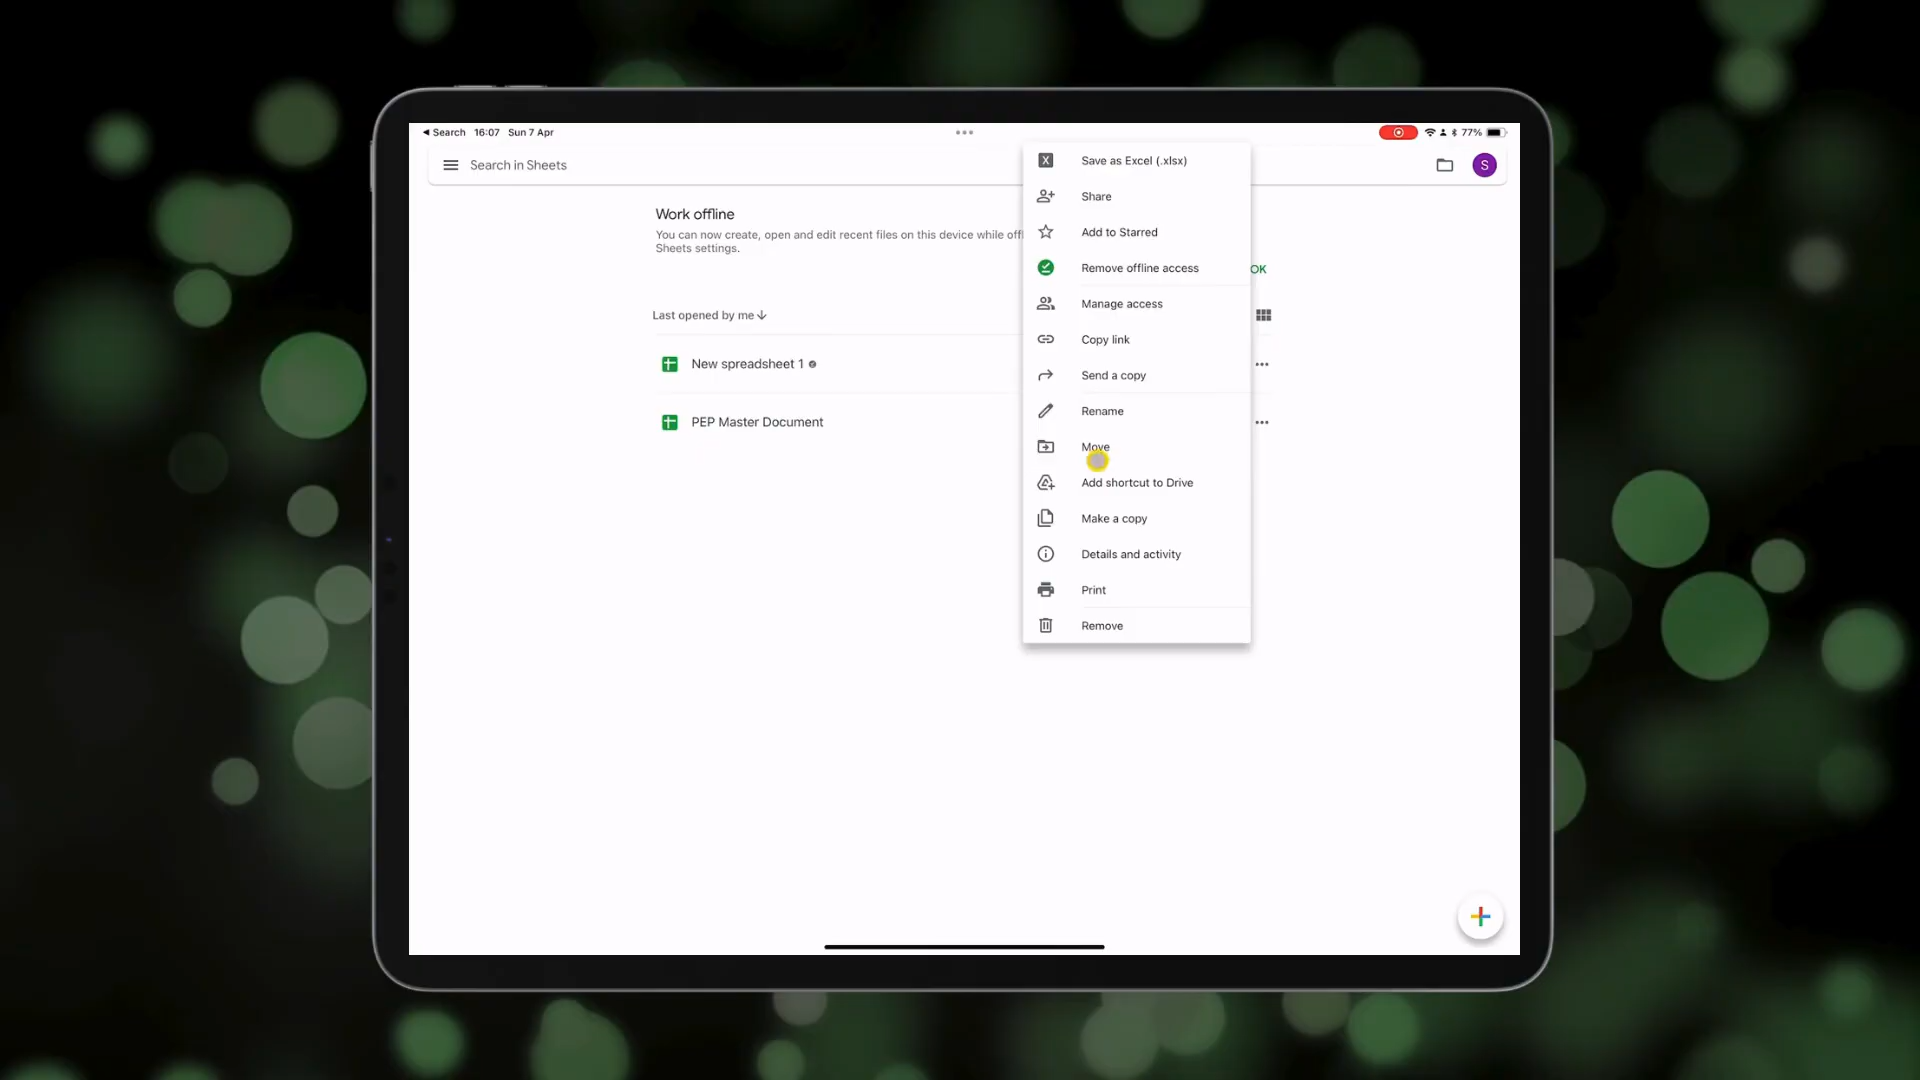 Search 16:07 Sun 7 Apr
77%
Search in Sheets
S
Work offline
You can now create, open and edit recent files on this device while
Sheets settings.
OK
Last opened by me
New spreadsheet 1
PEP Master Document
X
Save as Excel (.xlsx)
Share
Add to Starred
Remove offline access
Manage access
Copy link
Send a copy
Rename
Move
Add shortcut to Drive
Make a copy
Details and activity
Print
Remove